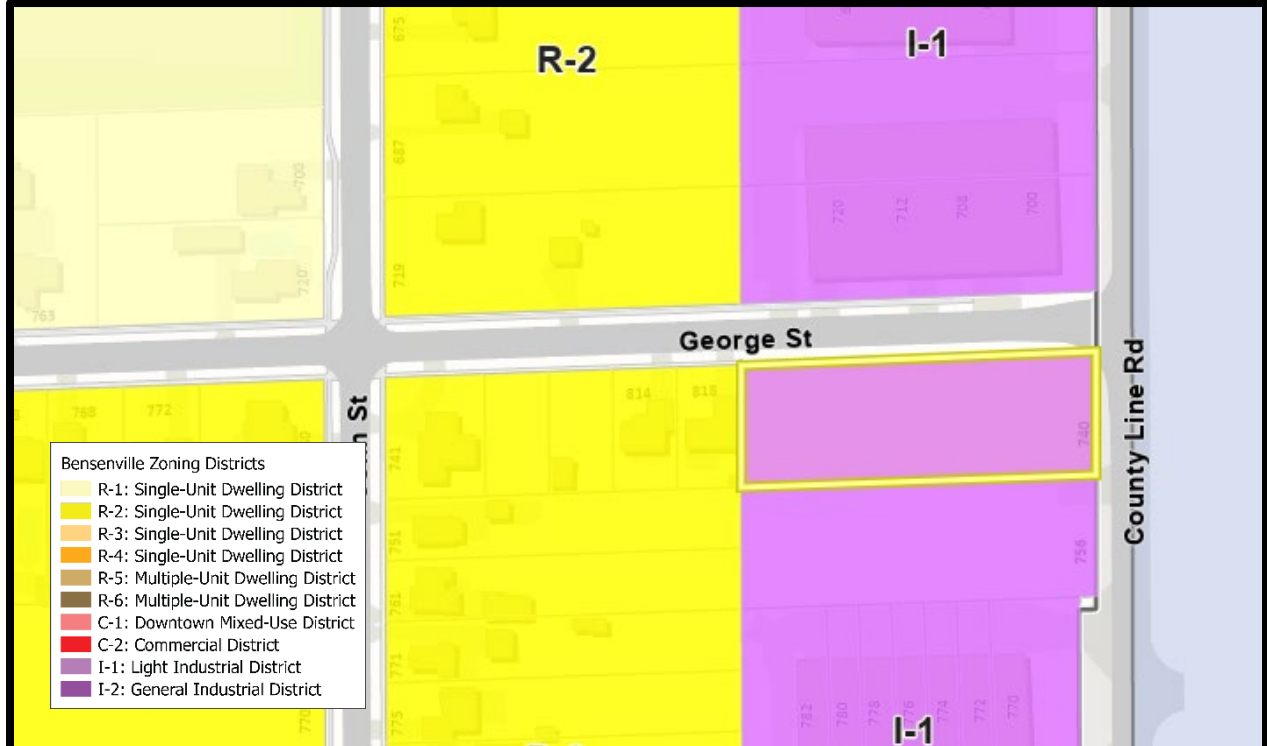 675
R-2
I-1
687
700
720
712
708
700
719
720
763
George St
County Line Rd
768
772
814
818
740
741
751
756
761
771
775
770
782
780
778
776
774
772
770
I-1
Bensenville Zoning Districts
R-1: Single-Unit Dwelling District
R-2: Single-Unit Dwelling District
R-3: Single-Unit Dwelling District
R-4: Single-Unit Dwelling District
R-5: Multiple-Unit Dwelling District
R-6: Multiple-Unit Dwelling District
C-1: Downtown Mixed-Use District
C-2: Commercial District
I-1: Light Industrial District
I-2: General Industrial District
St